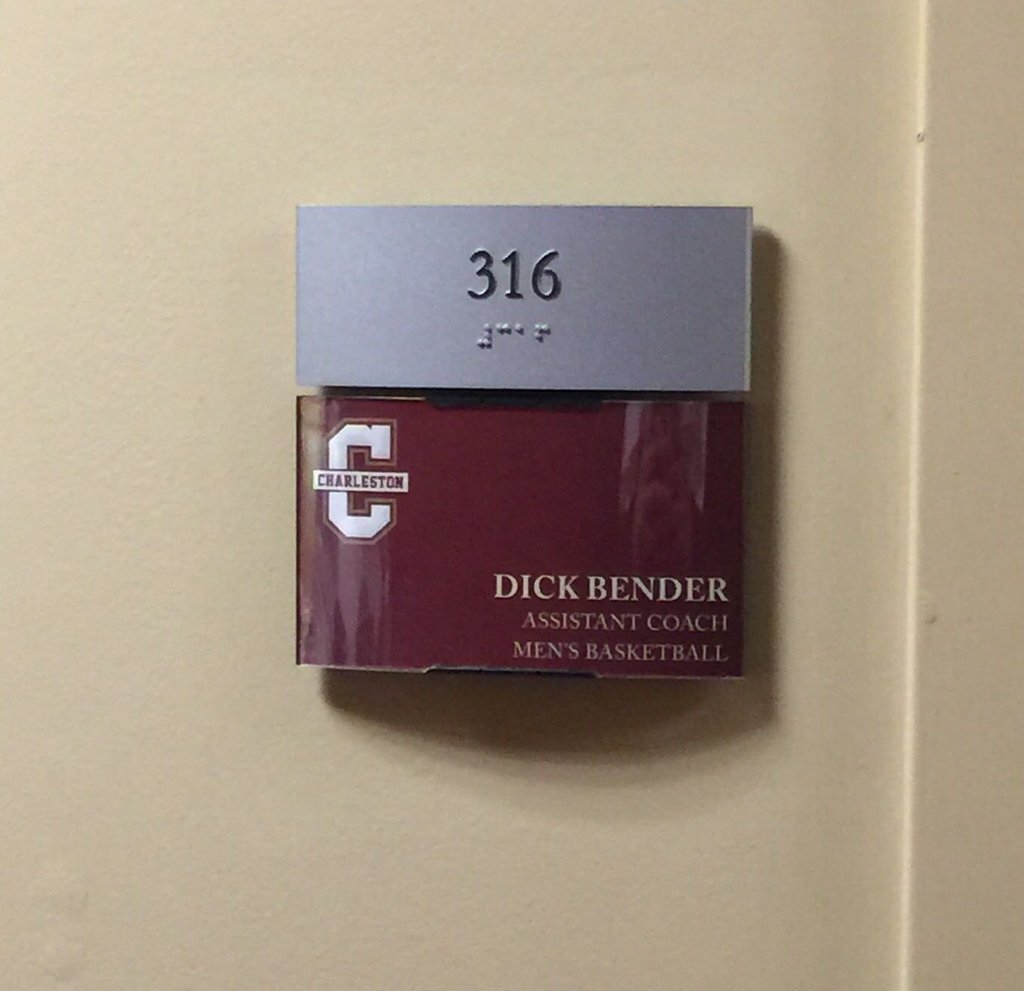 316
⠼⠉⠁⠋
CHARLESTON
DICK BENDER
ASSISTANT COACH
MEN'S BASKETBALL